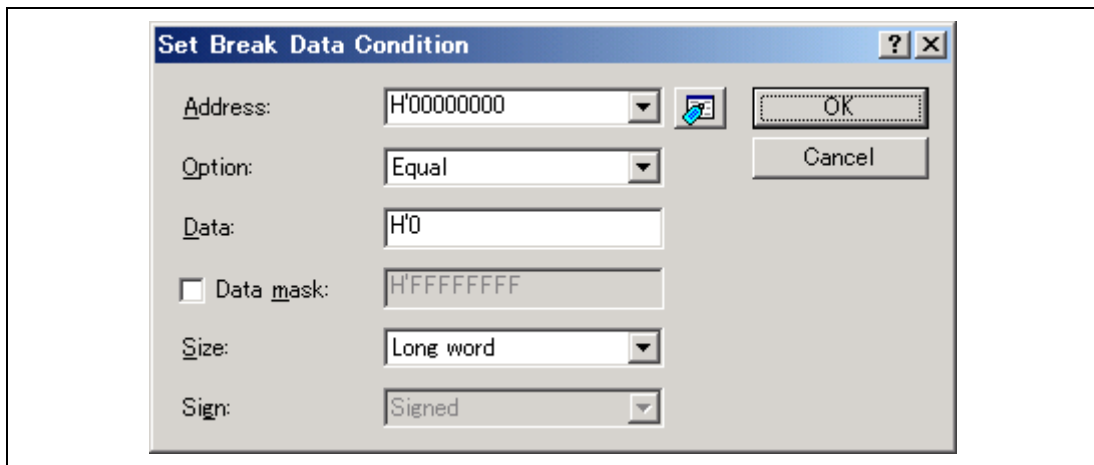 Set Break Data Condition
Address: H'00000000 OK
Option: Equal Cancel
Data: H'0
Data mask: H'FFFFFFFF
Size: Long word
Sign: Signed